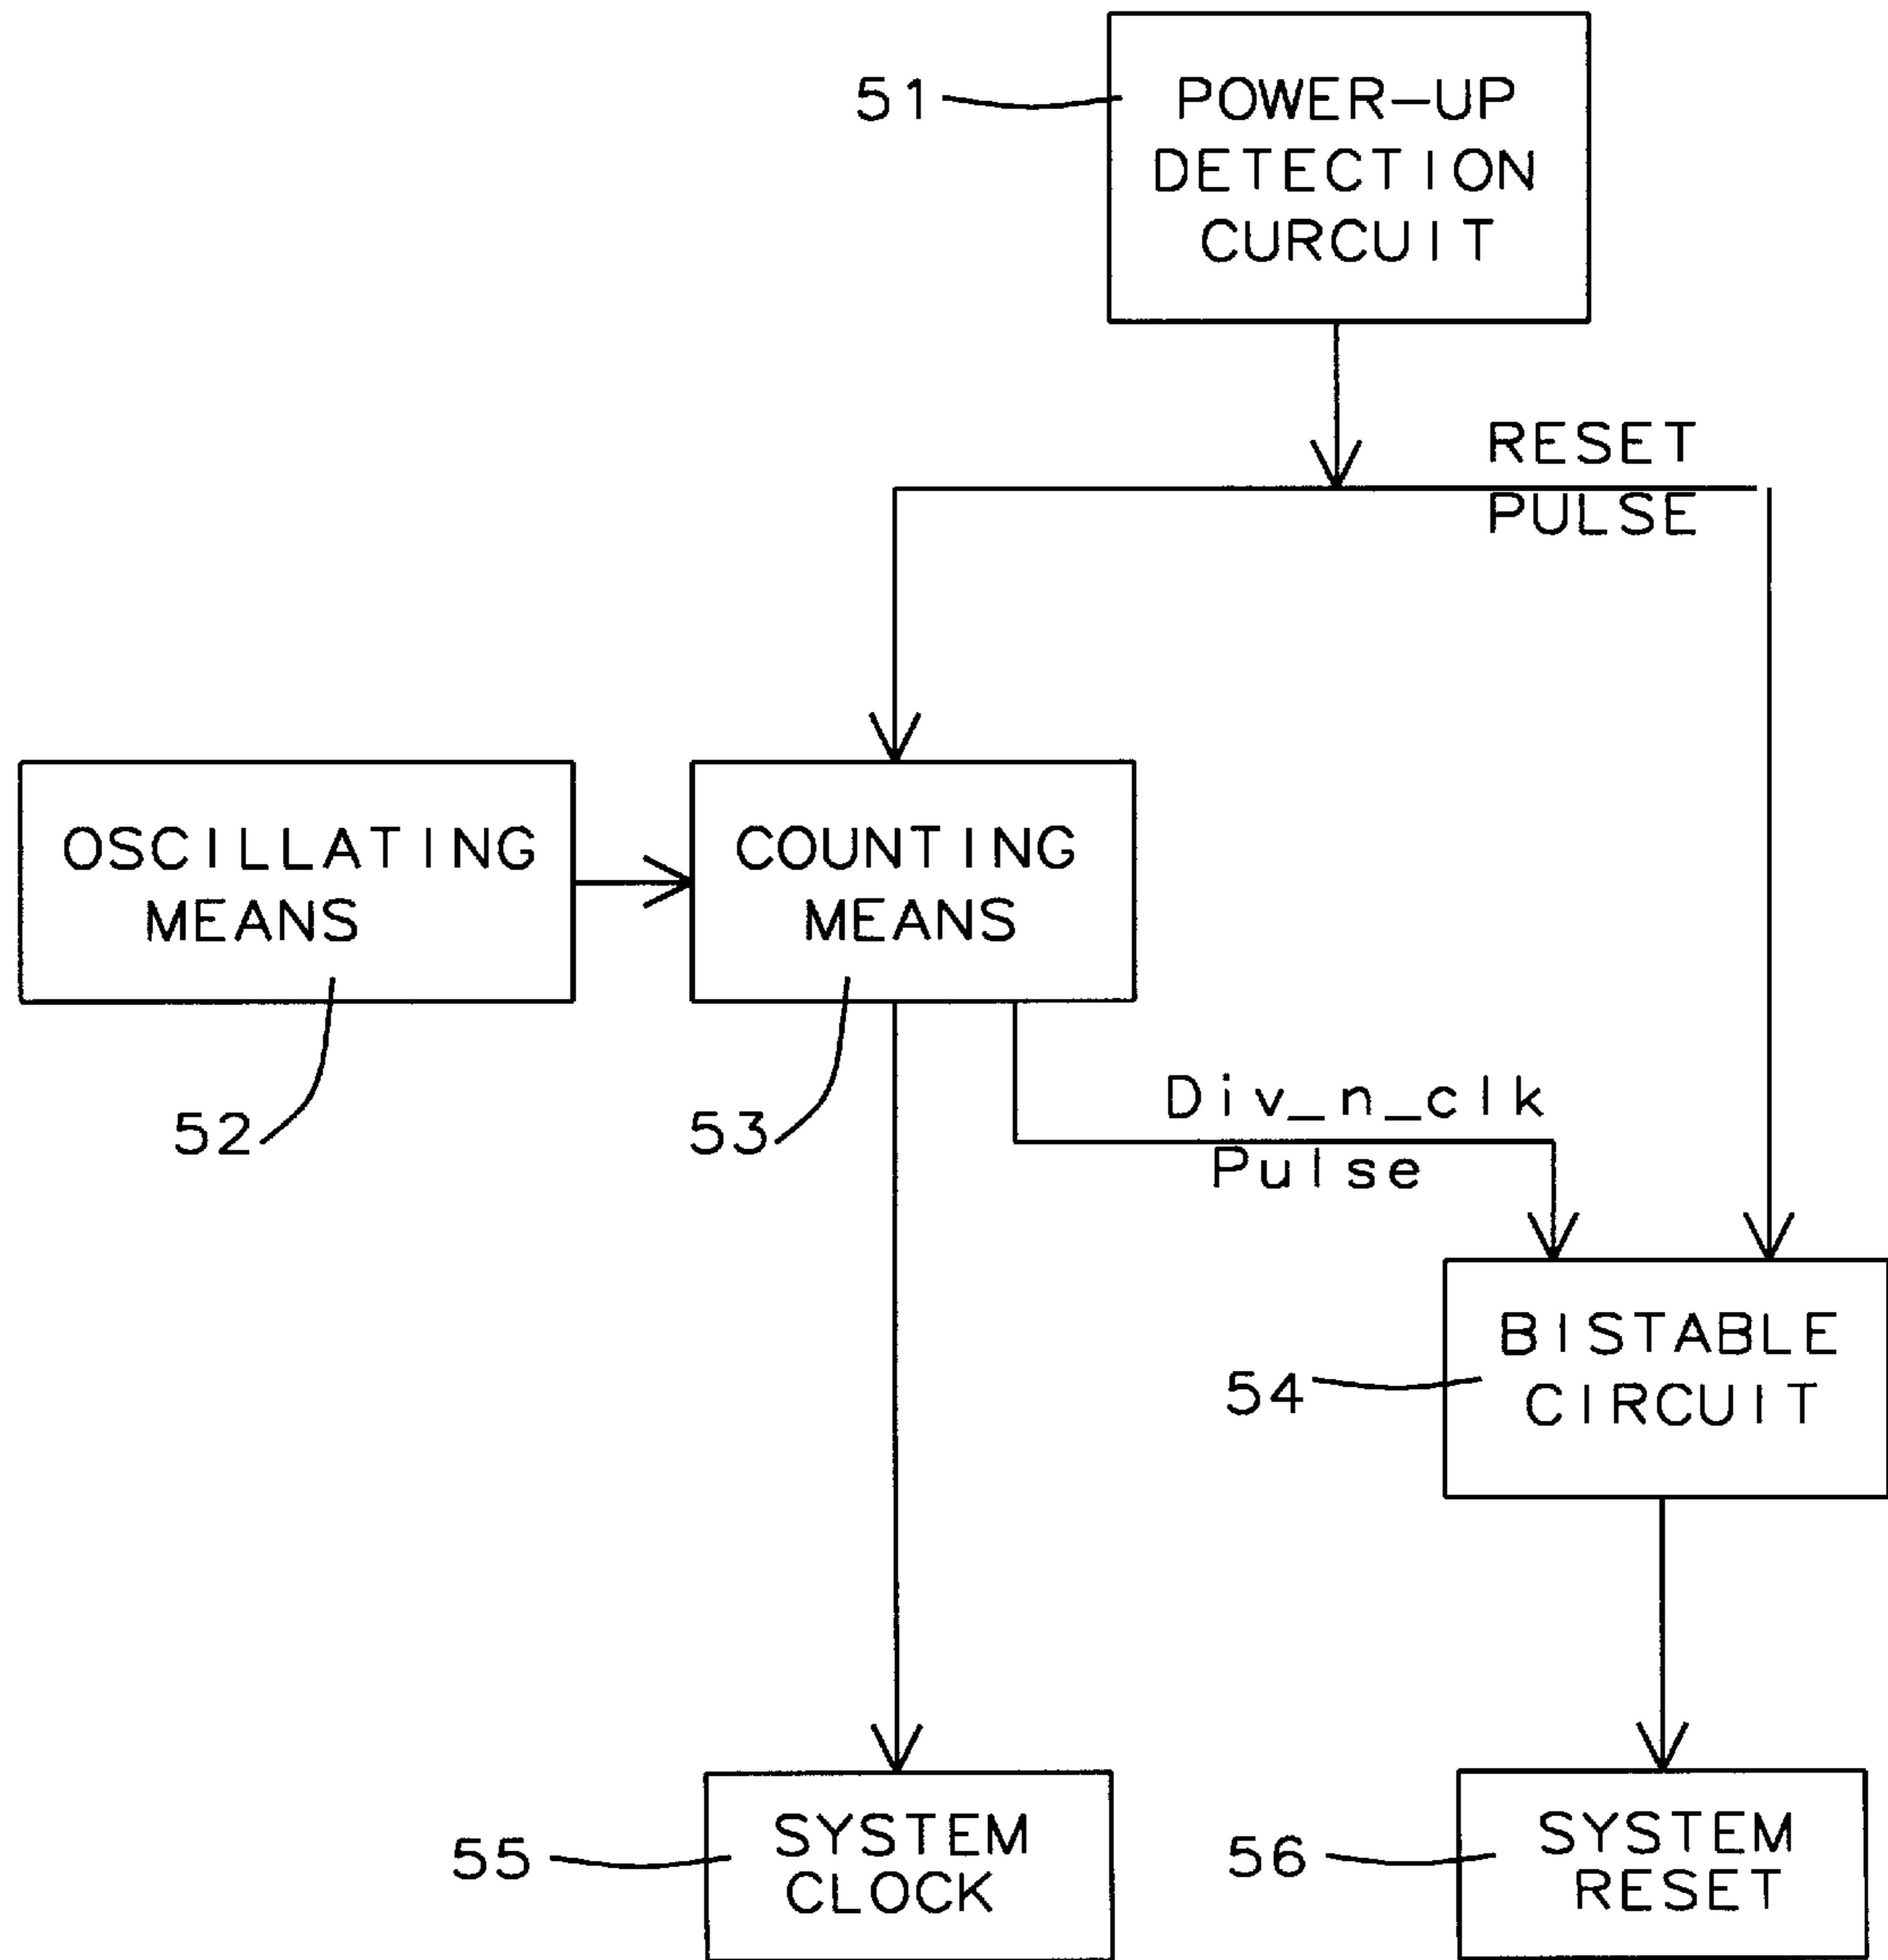 51
POWER-UP
DETECTION
CURCUIT
RESET
PULSE
OSCILLATING
MEANS
COUNTING
MEANS
52
53
Div_n_clk
Pulse
54
BISTABLE
CIRCUIT
55
SYSTEM
CLOCK
56
SYSTEM
RESET